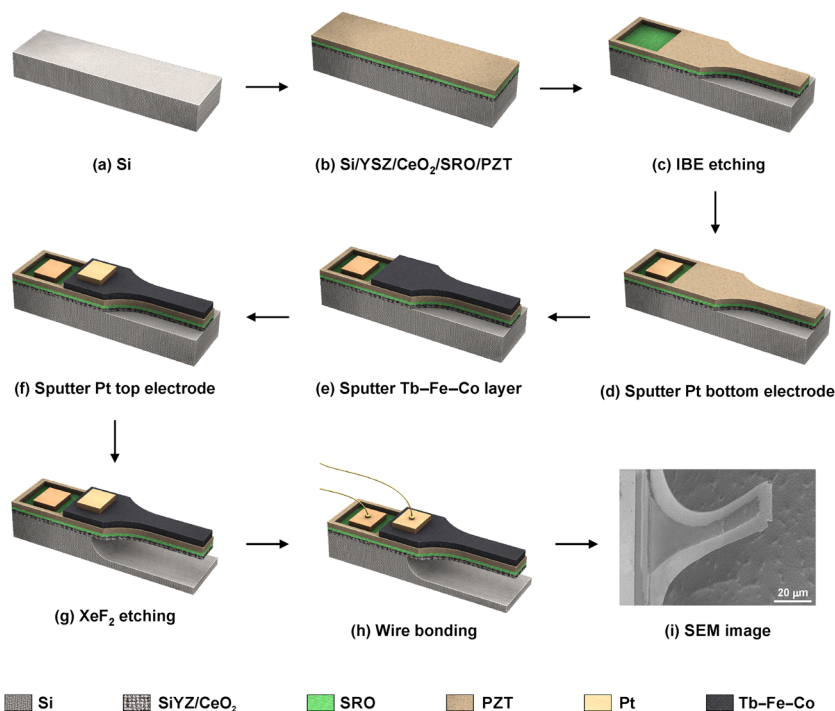 (a) Si
(b) Si/YSZ/CeO₂/SRO/PZT
(c) IBE etching
(f) Sputter Pt top electrode
(e) Sputter Tb–Fe–Co layer
(d) Sputter Pt bottom electrode
20 μm
(g) XeF₂ etching
(h) Wire bonding
(i) SEM image
Si
SiYZ/CeO₂
SRO
PZT
Pt
Tb–Fe–Co